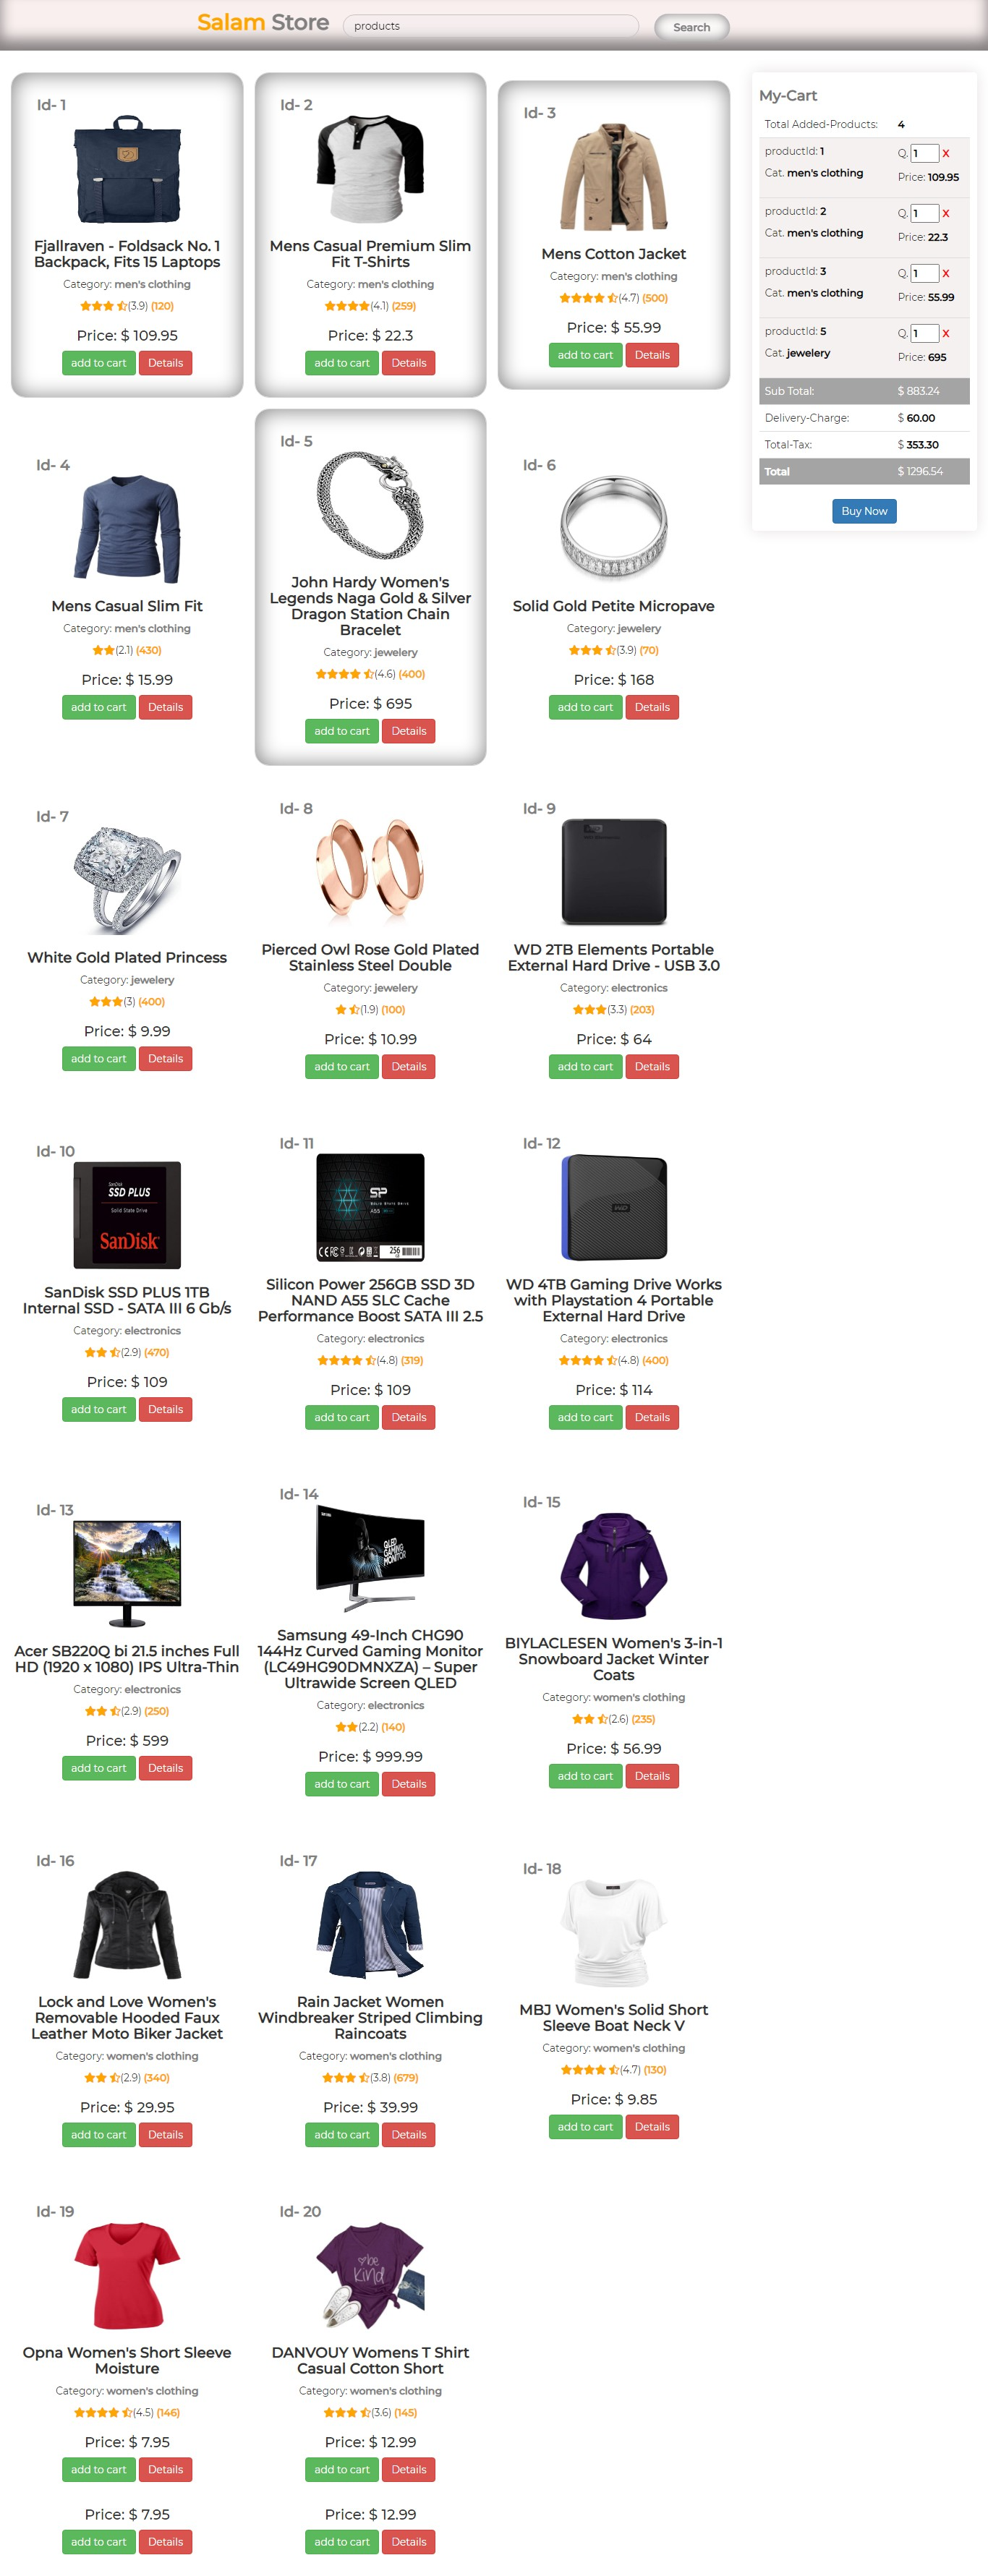 Salam Store
products
Search
Id- 1
Fjallraven - Foldsack No. 1
Backpack, Fits 15 Laptops
Category: men's clothing
(3.9) (120)
Price: $ 109.95
add to cart Details
Id- 2
Mens Casual Premium Slim
Fit T-Shirts
Category: men's clothing
(4.1) (259)
Price: $ 22.3
add to cart Details
Id- 3
Mens Cotton Jacket
Category: men's clothing
(4.7) (500)
Price: $ 55.99
add to cart Details
My-Cart
Total Added-Products: 4
productId: 1 Q. 1 X
Cat. men's clothing Price: 109.95
productId: 2 Q. 1 X
Cat. men's clothing Price: 22.3
productId: 3 Q. 1 X
Cat. men's clothing Price: 55.99
productId: 5 Q. 1 X
Cat. jewelery Price: 695
Sub Total: $ 883.24
Delivery-Charge: $ 60.00
Total-Tax: $ 353.30
Total $ 1296.54
Buy Now
Id- 4
Mens Casual Slim Fit
Category: men's clothing
(2.1) (430)
Price: $ 15.99
add to cart Details
Id- 5
John Hardy Women's
Legends Naga Gold & Silver
Dragon Station Chain
Bracelet
Category: jewelery
(4.6) (400)
Price: $ 695
add to cart Details
Id- 6
Solid Gold Petite Micropave
Category: jewelery
(3.9) (70)
Price: $ 168
add to cart Details
Id- 7
White Gold Plated Princess
Category: jewelery
(3) (400)
Price: $ 9.99
add to cart Details
Id- 8
Pierced Owl Rose Gold Plated
Stainless Steel Double
Category: jewelery
(1.9) (100)
Price: $ 10.99
add to cart Details
Id- 9
WD 2TB Elements Portable
External Hard Drive - USB 3.0
Category: electronics
(3.3) (203)
Price: $ 64
add to cart Details
Id- 10
SanDisk
SSD PLUS
Solid State Drive
SanDisk
SanDisk SSD PLUS 1TB
Internal SSD - SATA III 6 Gb/s
Category: electronics
(2.9) (470)
Price: $ 109
add to cart Details
Id- 11
SP
Solid State Drive
A55
256
Silicon Power 256GB SSD 3D
NAND A55 SLC Cache
Performance Boost SATA III 2.5
Category: electronics
(4.8) (319)
Price: $ 109
add to cart Details
Id- 12
WD
WD 4TB Gaming Drive Works
with Playstation 4 Portable
External Hard Drive
Category: electronics
(4.8) (400)
Price: $ 114
add to cart Details
Id- 13
Acer SB220Q bi 21.5 inches Full
HD (1920 x 1080) IPS Ultra-Thin
Category: electronics
(2.9) (250)
Price: $ 599
add to cart Details
Id- 14
QLED
GAMING
MONITOR
Samsung 49-Inch CHG90
144Hz Curved Gaming Monitor
(LC49HG90DMNXZA) – Super
Ultrawide Screen QLED
Category: electronics
(2.2) (140)
Price: $ 999.99
add to cart Details
Id- 15
BIYLACLESEN Women's 3-in-1
Snowboard Jacket Winter
Coats
Category: women's clothing
(2.6) (235)
Price: $ 56.99
add to cart Details
Id- 16
Lock and Love Women's
Removable Hooded Faux
Leather Moto Biker Jacket
Category: women's clothing
(2.9) (340)
Price: $ 29.95
add to cart Details
Id- 17
Rain Jacket Women
Windbreaker Striped Climbing
Raincoats
Category: women's clothing
(3.8) (679)
Price: $ 39.99
add to cart Details
Id- 18
MBJ Women's Solid Short
Sleeve Boat Neck V
Category: women's clothing
(4.7) (130)
Price: $ 9.85
add to cart Details
Id- 19
Opna Women's Short Sleeve
Moisture
Category: women's clothing
(4.5) (146)
Price: $ 7.95
add to cart Details
Price: $ 7.95
add to cart Details
Id- 20
be
kind
DANVOUY Womens T Shirt
Casual Cotton Short
Category: women's clothing
(3.6) (145)
Price: $ 12.99
add to cart Details
Price: $ 12.99
add to cart Details